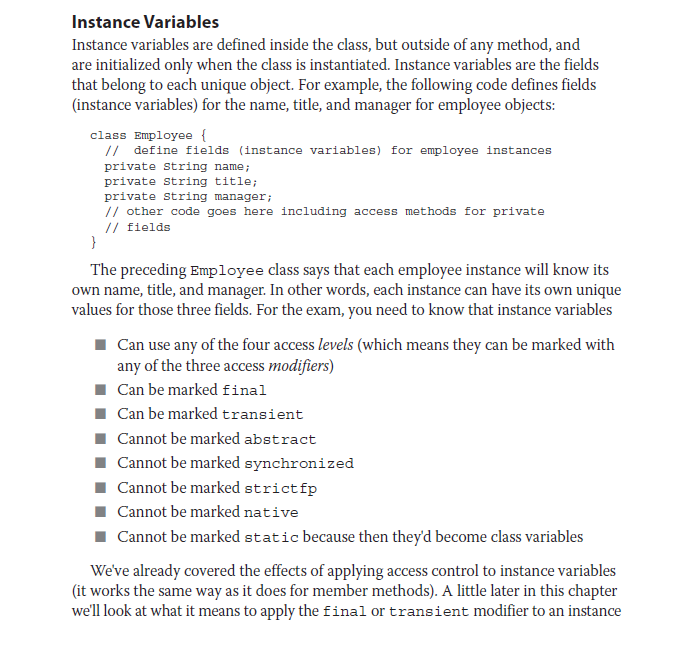 Instance Variables
Instance variables are defined inside the class, but outside of any method, and
are initialized only when the class is instantiated. Instance variables are the fields
that belong to each unique object. For example, the following code defines fields
(instance variables) for the name, title, and manager for employee objects:
class Employee {
//  define fields (instance variables) for employee instances
private String name;
private String title;
private String manager;
// other code goes here including access methods for private
// fields
}
The preceding Employee class says that each employee instance will know its
own name, title, and manager. In other words, each instance can have its own unique
values for those three fields. For the exam, you need to know that instance variables
■ Can use any of the four access levels (which means they can be marked with
any of the three access modifiers)
■ Can be marked final
■ Can be marked transient
■ Cannot be marked abstract
■ Cannot be marked synchronized
■ Cannot be marked strictfp
■ Cannot be marked native
■ Cannot be marked static because then they'd become class variables
We've already covered the effects of applying access control to instance variables
(it works the same way as it does for member methods). A little later in this chapter
we'll look at what it means to apply the final or transient modifier to an instance